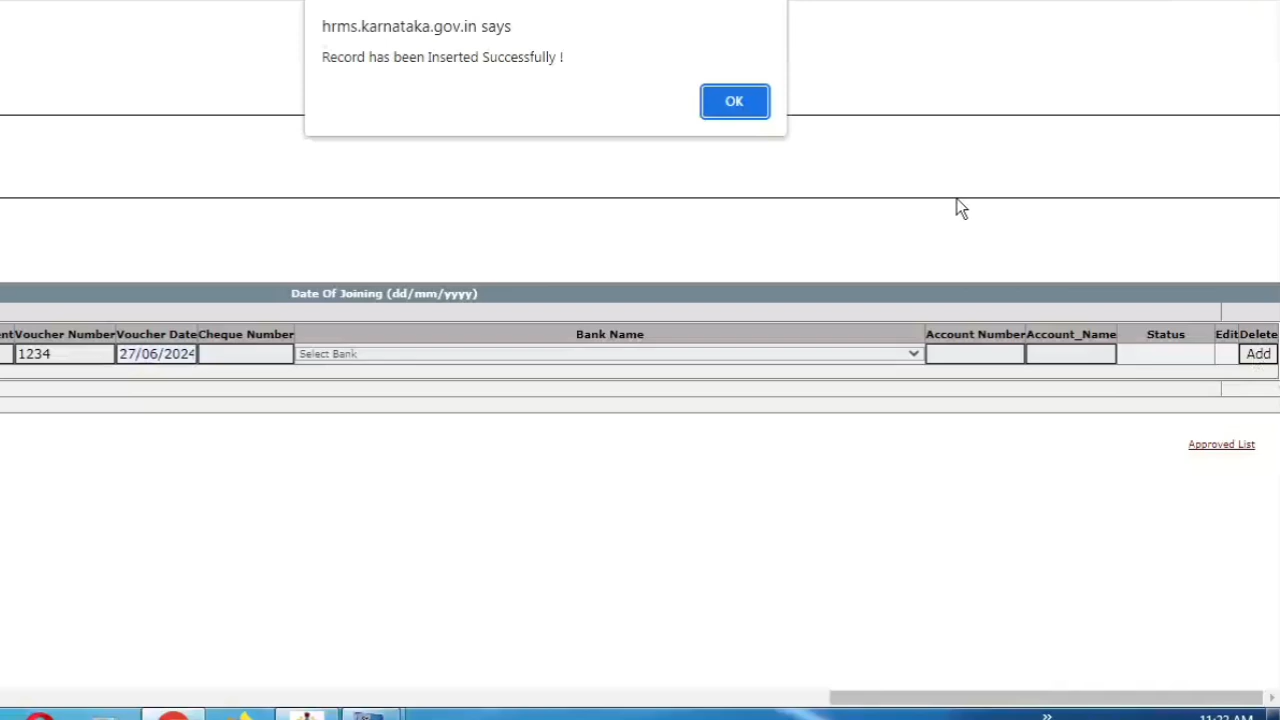 hrms.karnataka.gov.in says
Record has been Inserted Successfully !
OK
Date Of Joining (dd/mm/yyyy)
Voucher Number Voucher Date Cheque Number Bank Name Account Number Account_Name Status Edit Delete
1234 27/06/2024 Select Bank Add
Approved List